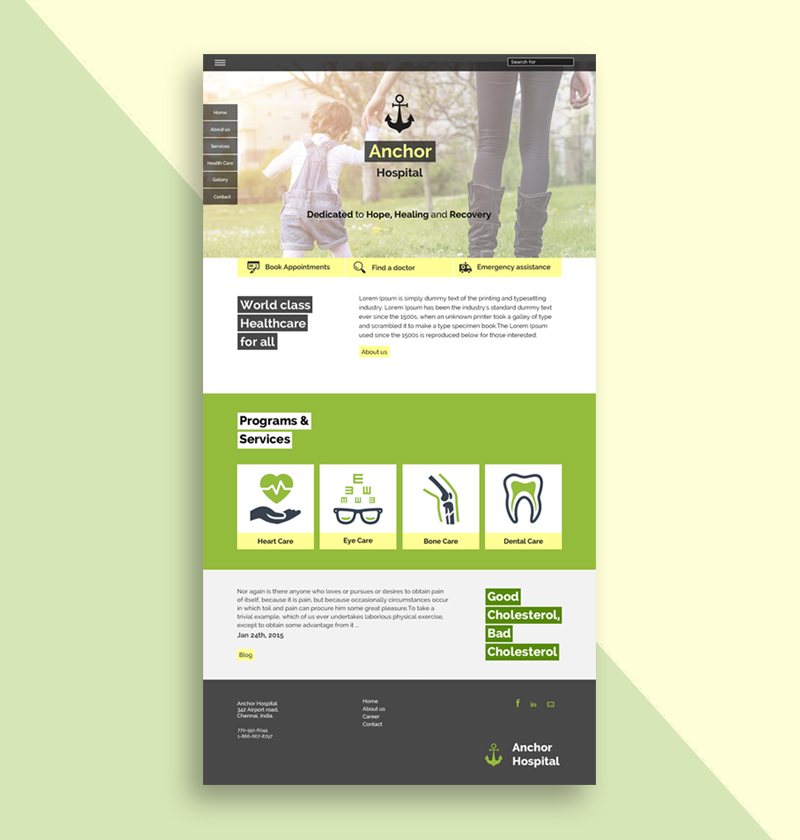 Search for
Home
About us
Services
Health Care
Gallery
Contact
Anchor
Hospital
Dedicated to Hope, Healing and Recovery
Book Appointments
Find a doctor
Emergency assistance
World class
Healthcare
for all
Lorem Ipsum is simply dummy text of the printing and typesetting
industry. Lorem Ipsum has been the industry's standard dummy text
ever since the 1500s, when an unknown printer took a galley of type
and scrambled it to make a type specimen book.The Lorem Ipsum
used since the 1500s is reproduced below for those interested.
About us
Programs &
Services
E
Heart Care
Eye Care
Bone Care
Dental Care
Nor again is there anyone who loves or pursues or desires to obtain pain
of itself, because it is pain, but because occasionally circumstances occur
in which toil and pain can procure him some great pleasure.To take a
trivial example, which of us ever undertakes laborious physical exercise,
except to obtain some advantage from it ...
Jan 24th, 2015
Blog
Good
Cholesterol,
Bad
Cholesterol
Anchor Hospital
342 Airport road,
Chennai, India.
770-991-8044
1-866-667-8797
Home
About us
Career
Contact
f
in
Anchor
Hospital